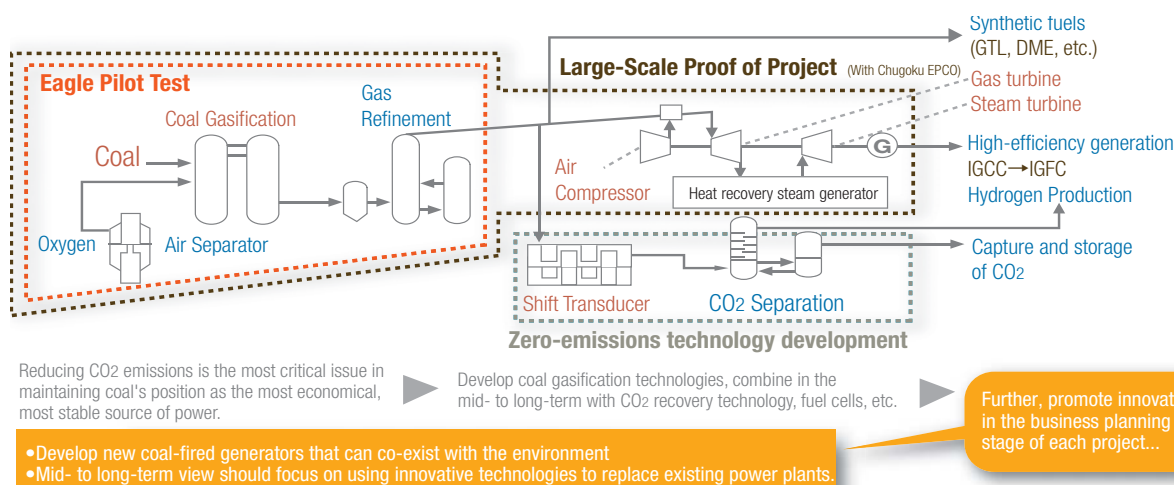 Synthetic fuels
(GTL, DME, etc.)
Large-Scale Proof of Project (With Chugoku EPCO)
Gas turbine
Steam turbine
Eagle Pilot Test
Gas
Refinement
Coal Gasification
Coal
Air
Compressor
G
High-efficiency generation
IGCC→IGFC
Hydrogen Production
Heat recovery steam generator
Oxygen
Air Separator
Capture and storage
of CO2
Shift Transducer
CO2 Separation
Zero-emissions technology development
Reducing CO2 emissions is the most critical issue in
maintaining coal's position as the most economical,
most stable source of power.
Develop coal gasification technologies, combine in the
mid- to long-term with CO2 recovery technology, fuel cells, etc.
Further, promote innovat
in the business planning
stage of each project...
•Develop new coal-fired generators that can co-exist with the environment
•Mid- to long-term view should focus on using innovative technologies to replace existing power plants.